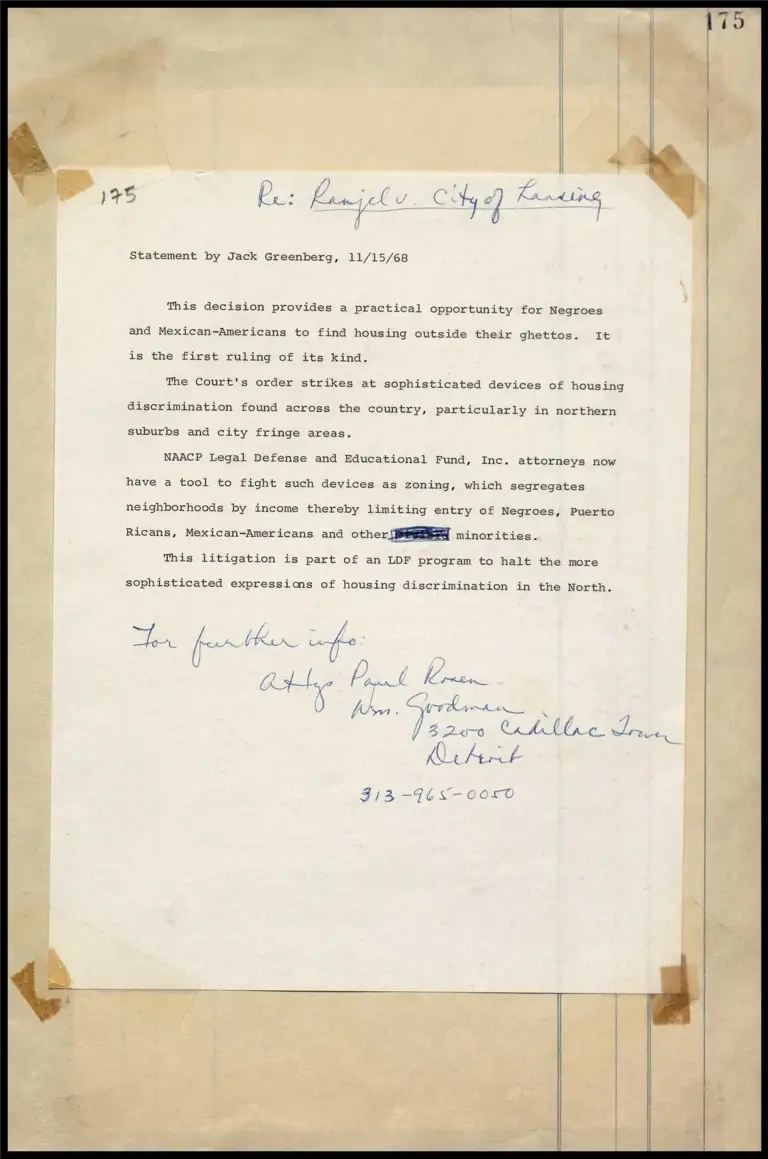 175
175
Re: Ramjel v. City of Lansing
Statement by Jack Greenberg, 11/15/68
This decision provides a practical opportunity for Negroes
and Mexican-Americans to find housing outside their ghettos. It
is the first ruling of its kind.
The Court's order strikes at sophisticated devices of housing
discrimination found across the country, particularly in northern
suburbs and city fringe areas.
NAACP Legal Defense and Educational Fund, Inc. attorneys now
have a tool to fight such devices as zoning, which segregates
neighborhoods by income thereby limiting entry of Negroes, Puerto
Ricans, Mexican-Americans and other minorities.
This litigation is part of an LDF program to halt the more
sophisticated expressions of housing discrimination in the North.
For further info:
Attys Paul Rosen
Wm. Goodman
3200 Cadillac Tower
Detroit
313-965-0050